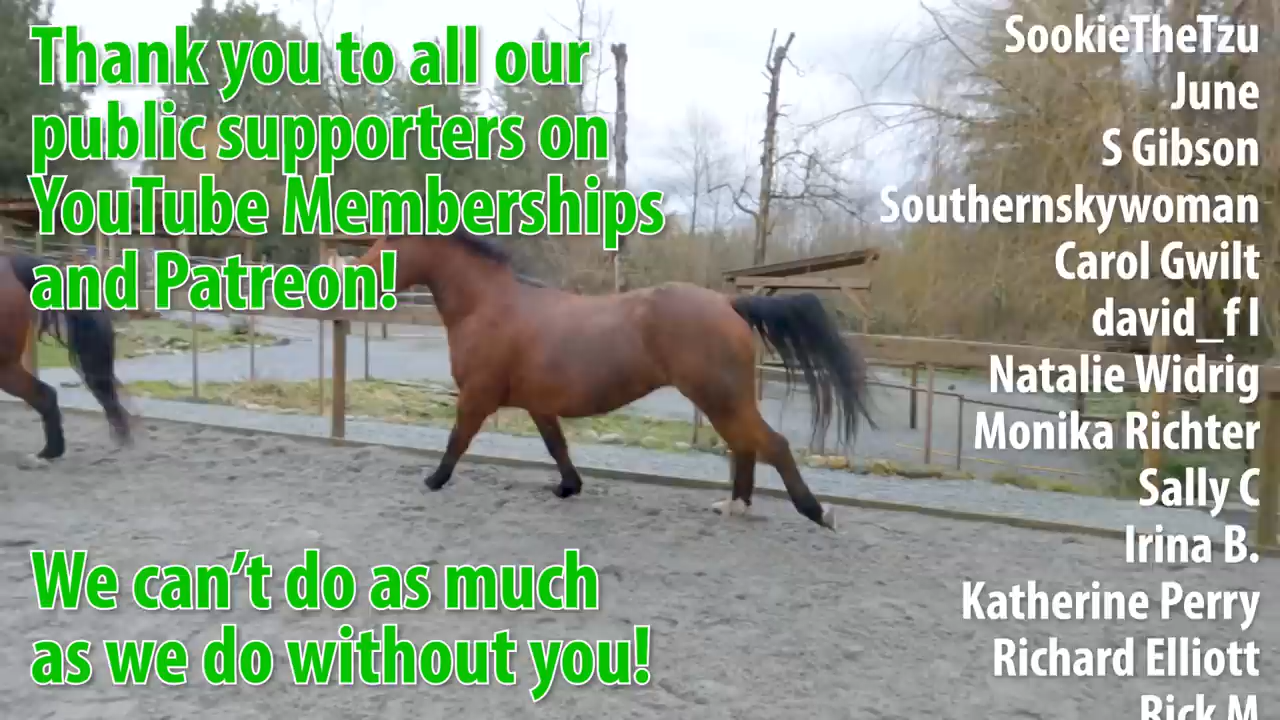 Thank you to all our
public supporters on
YouTube Memberships
and Patreon!
We can’t do as much
as we do without you!
SookieTheTzu
June
S Gibson
Southernskywoman
Carol Gwilt
david_f l
Natalie Widrig
Monika Richter
Sally C
Irina B.
Katherine Perry
Richard Elliott
Rick M